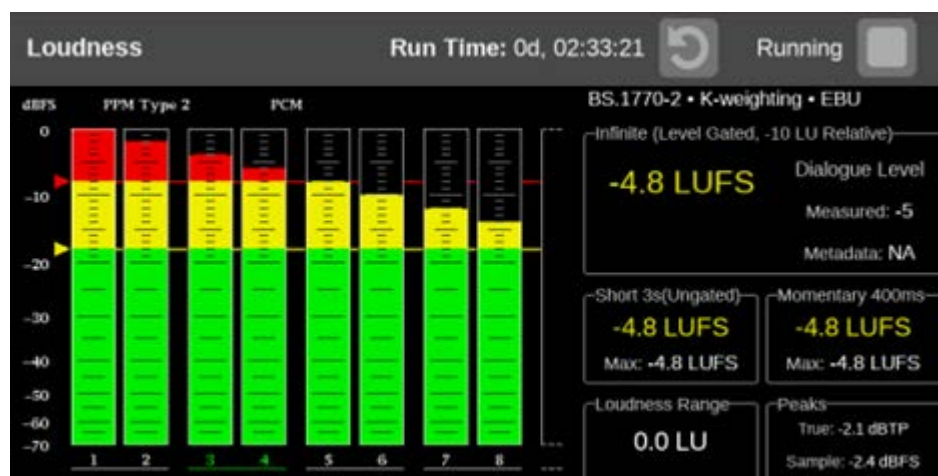 Loudness
Run Time: 0d, 02:33:21
Running
dBFS PPM Type 2 PCM
0
-10
-20
-30
-40
-50
-60
-70
1 2 3 4 5 6 7 8
BS.1770-2 • K-weighting • EBU
Infinite (Level Gated, -10 LU Relative)
-4.8 LUFS
Dialogue Level
Measured: -5
Metadata: NA
Short 3s(Ungated)
-4.8 LUFS
Max: -4.8 LUFS
Momentary 400ms
-4.8 LUFS
Max: -4.8 LUFS
Loudness Range
0.0 LU
Peaks
True: -2.1 dBTP
Sample: -2.4 dBFS